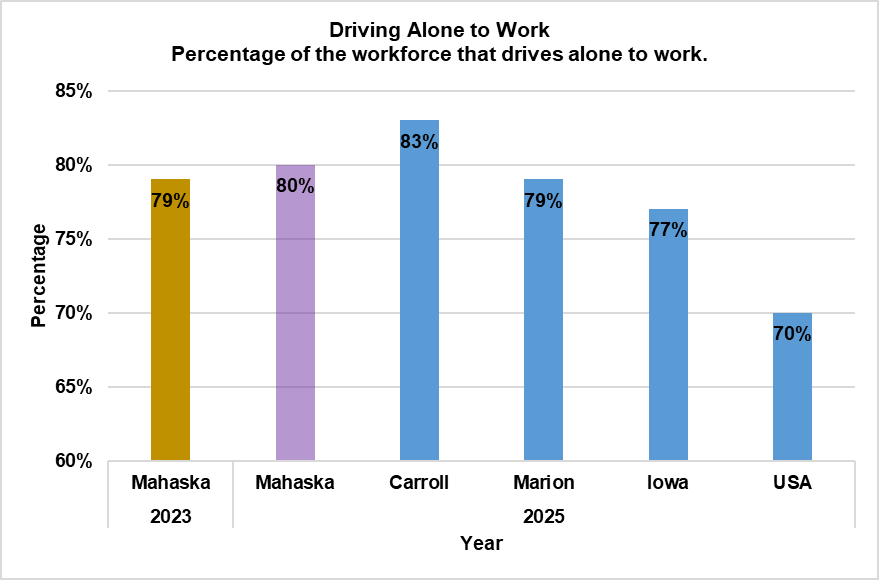 Driving Alone to Work
Percentage of the workforce that drives alone to work.
Percentage
85%
80%
75%
70%
65%
60%
79%
80%
83%
79%
77%
70%
Mahaska
Mahaska
Carroll
Marion
Iowa
USA
2023
2025
Year